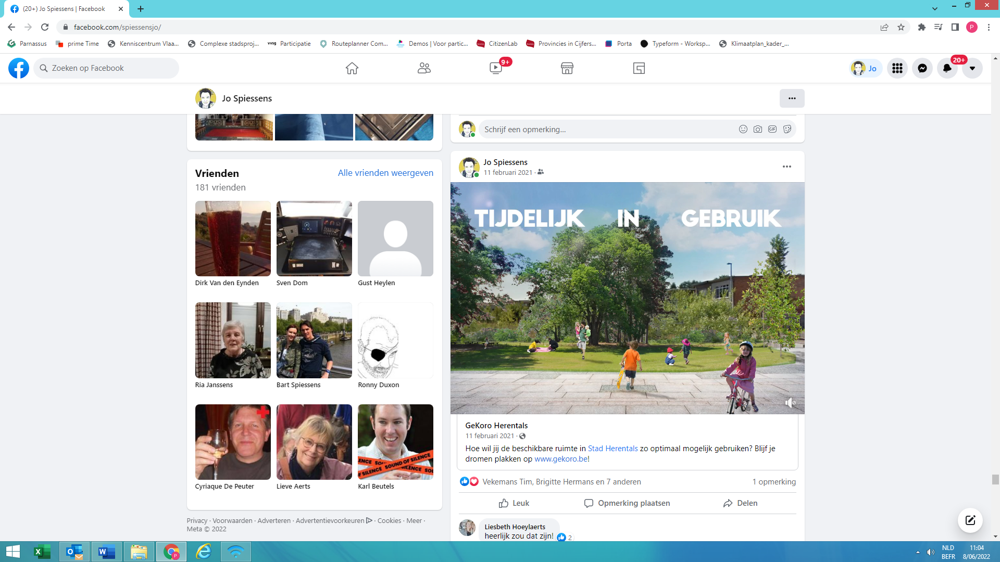 (20+) Jo Spiessens | Facebook
facebook.com/spiessensjo/
P
Parnassus
prime Time
Kenniscentrum Vlaa...
Complexe stadsproj...
vvsg Participatie
Routeplanner Com...
Demos | Voor partic...
CitizenLab
Provincies in Cijfers...
Porta
Typeform - Worksp...
Klimaatplan_kader_...
Zoeken op Facebook
9+
Jo
20+
Jo Spiessens
Schrijf een opmerking...
GIF
Vrienden
Alle vrienden weergeven
181 vrienden
Dirk Van den Eynden
Sven Dom
Gust Heylen
Ria Janssens
Bart Spiessens
Ronny Duxon
SOUND OF SILENCE
Cyriaque De Peuter
Lieve Aerts
Karl Beutels
Privacy · Voorwaarden · Adverteren · Advertentievoorkeuren · Cookies · Meer ·
Meta © 2022
Jo Spiessens
11 februari 2021 ·
TIJDELIJK IN GEBRUIK
GeKoro Herentals
11 februari 2021 ·
Hoe wil jij de beschikbare ruimte in Stad Herentals zo optimaal mogelijk gebruiken? Blijf je
dromen plakken op www.gekoro.be!
Vekemans Tim, Brigitte Hermans en 7 anderen
1 opmerking
Leuk
Opmerking plaatsen
Delen
Liesbeth Hoeylaerts
heerlijk zou dat zijn!
2
NLD
BEFR
11:04
8/06/2022